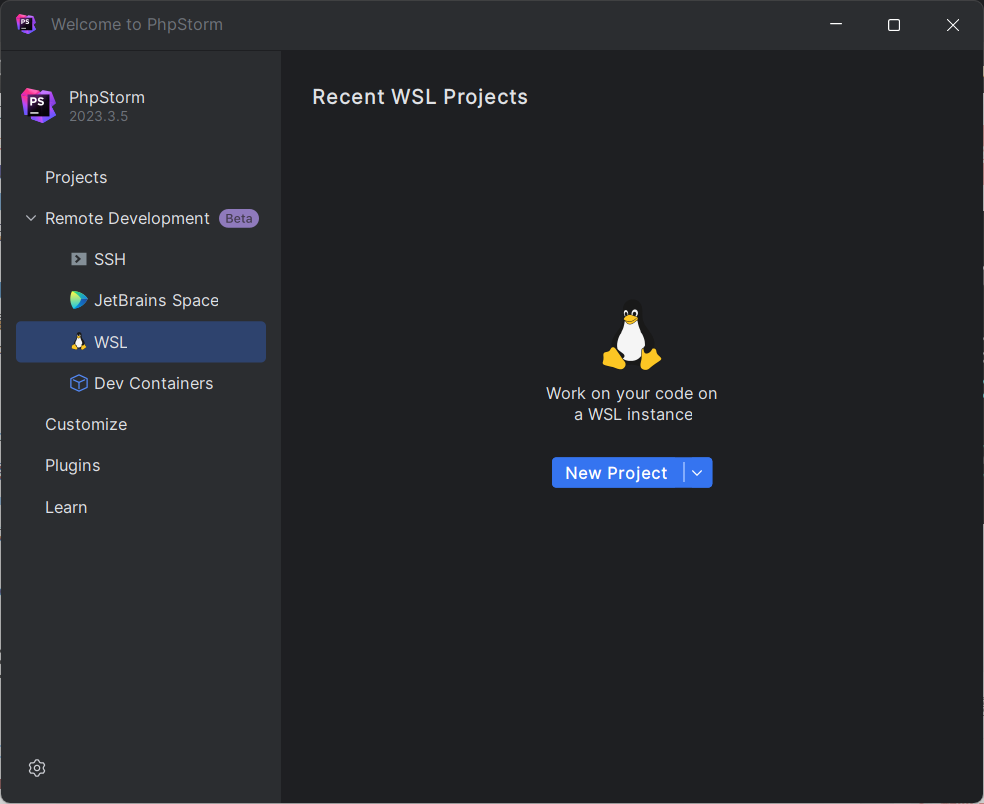 Welcome to PhpStorm
PhpStorm
2023.3.5
Projects
Remote Development Beta
SSH
JetBrains Space
WSL
Dev Containers
Customize
Plugins
Learn
Recent WSL Projects
Work on your code on
a WSL instance
New Project